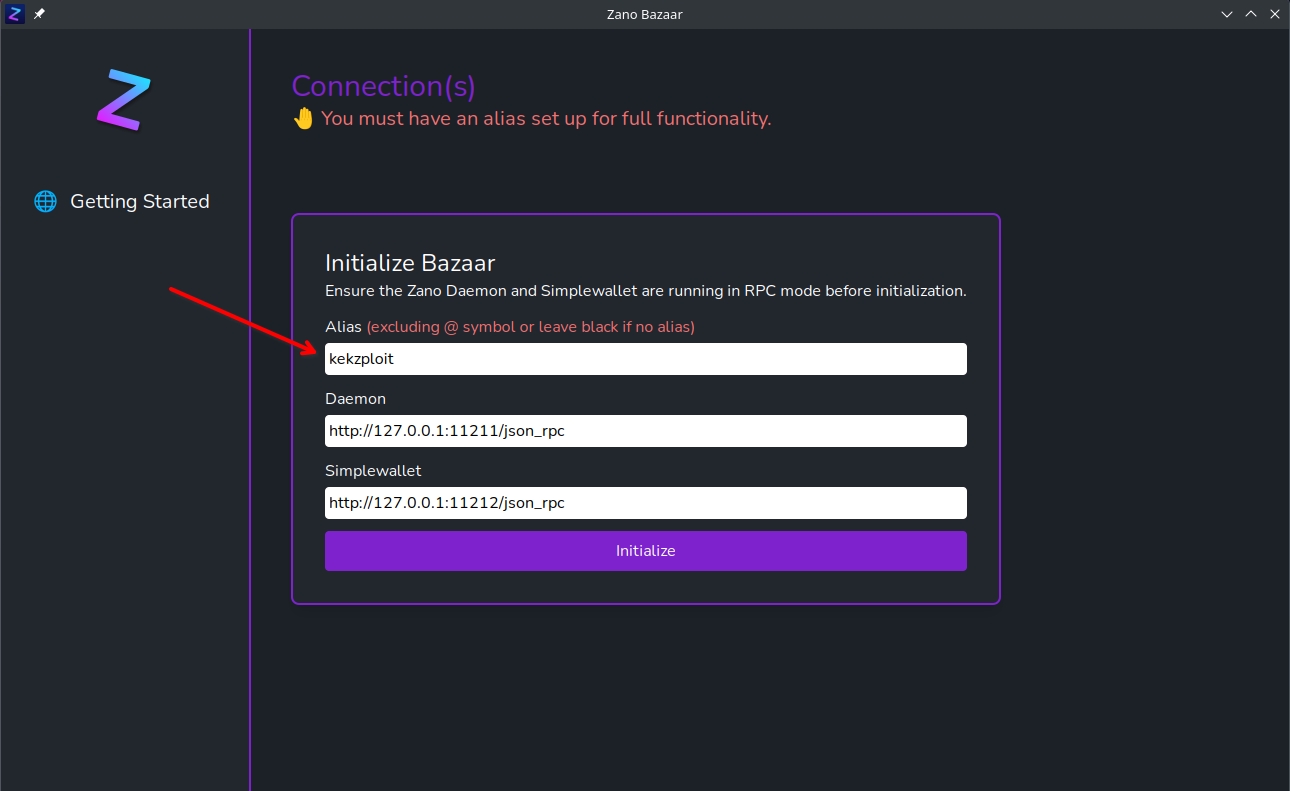 Zano Bazaar
Getting Started
Connection(s)
🤚 You must have an alias set up for full functionality.
Initialize Bazaar
Ensure the Zano Daemon and Simplewallet are running in RPC mode before initialization.
Alias (excluding @ symbol or leave black if no alias)
kekzploit
Daemon
http://127.0.0.1:11211/json_rpc
Simplewallet
http://127.0.0.1:11212/json_rpc
Initialize